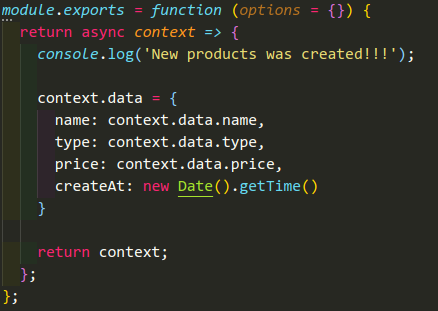 module.exports = function (options = {}) {
  return async context => {
    console.log('New products was created!!!');

    context.data = {
      name: context.data.name,
      type: context.data.type,
      price: context.data.price,
      createAt: new Date().getTime()
    }

    return context;
  };
};